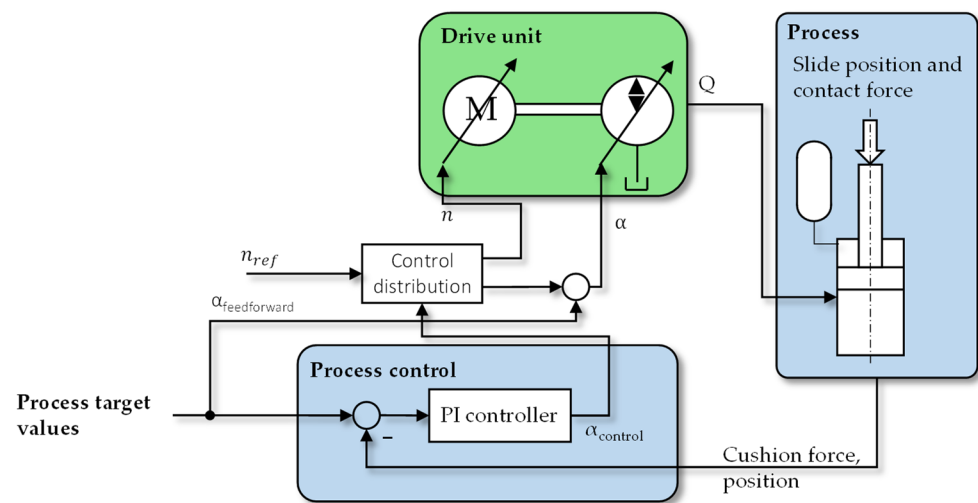 Drive unit
M
Q
Process
Slide position and
contact force
n
α
n_ref
Control
distribution
α_feedforward
Process control
Process target
values
PI controller
−
α_control
Cushion force,
position